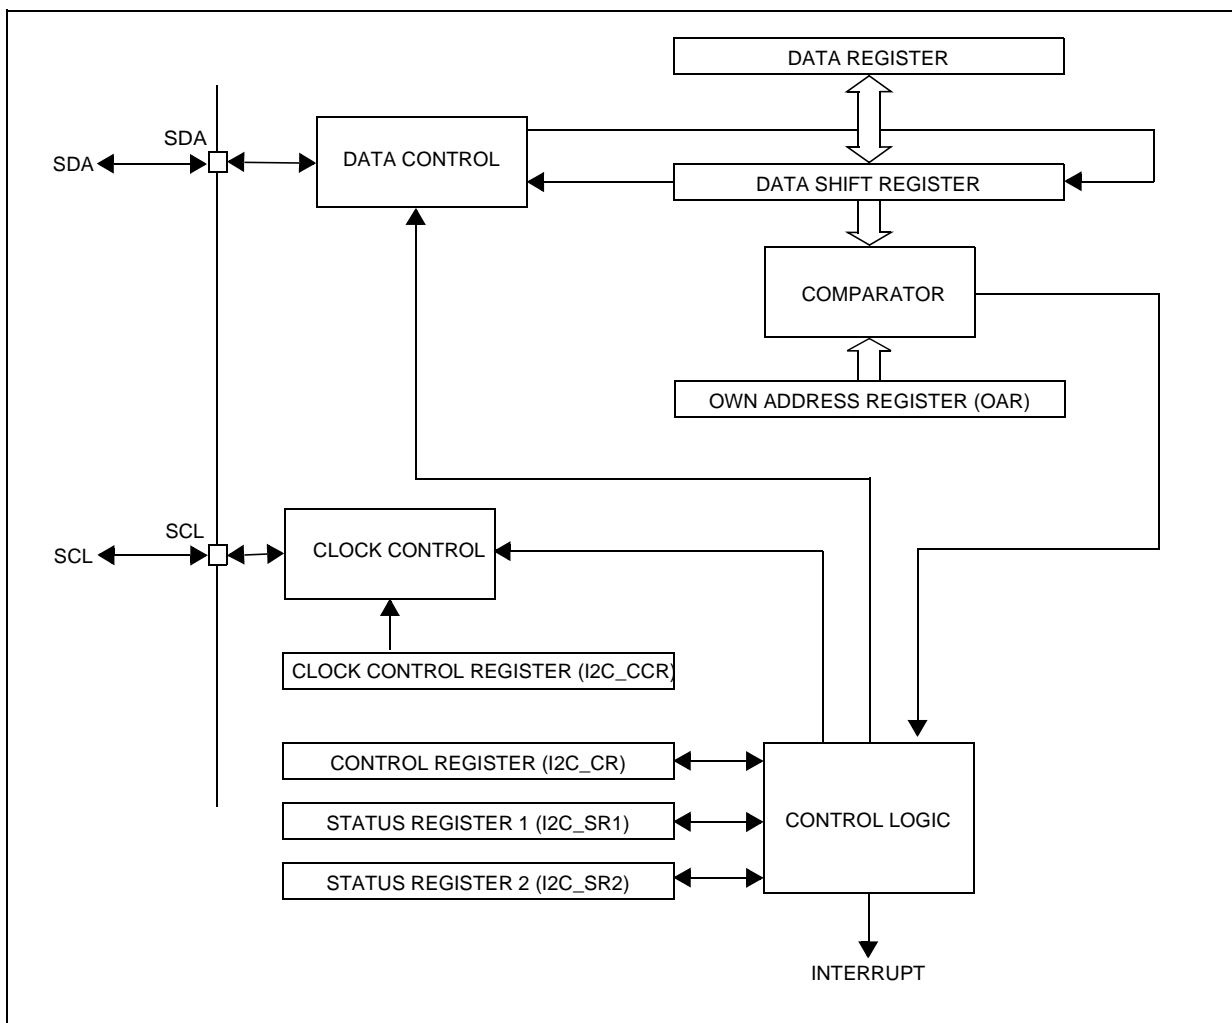 DATA REGISTER
SDA
SDA
DATA CONTROL
DATA SHIFT REGISTER
COMPARATOR
OWN ADDRESS REGISTER (OAR)
SCL
SCL
CLOCK CONTROL
CLOCK CONTROL REGISTER (I2C_CCR)
CONTROL REGISTER (I2C_CR)
STATUS REGISTER 1 (I2C_SR1)
CONTROL LOGIC
STATUS REGISTER 2 (I2C_SR2)
INTERRUPT